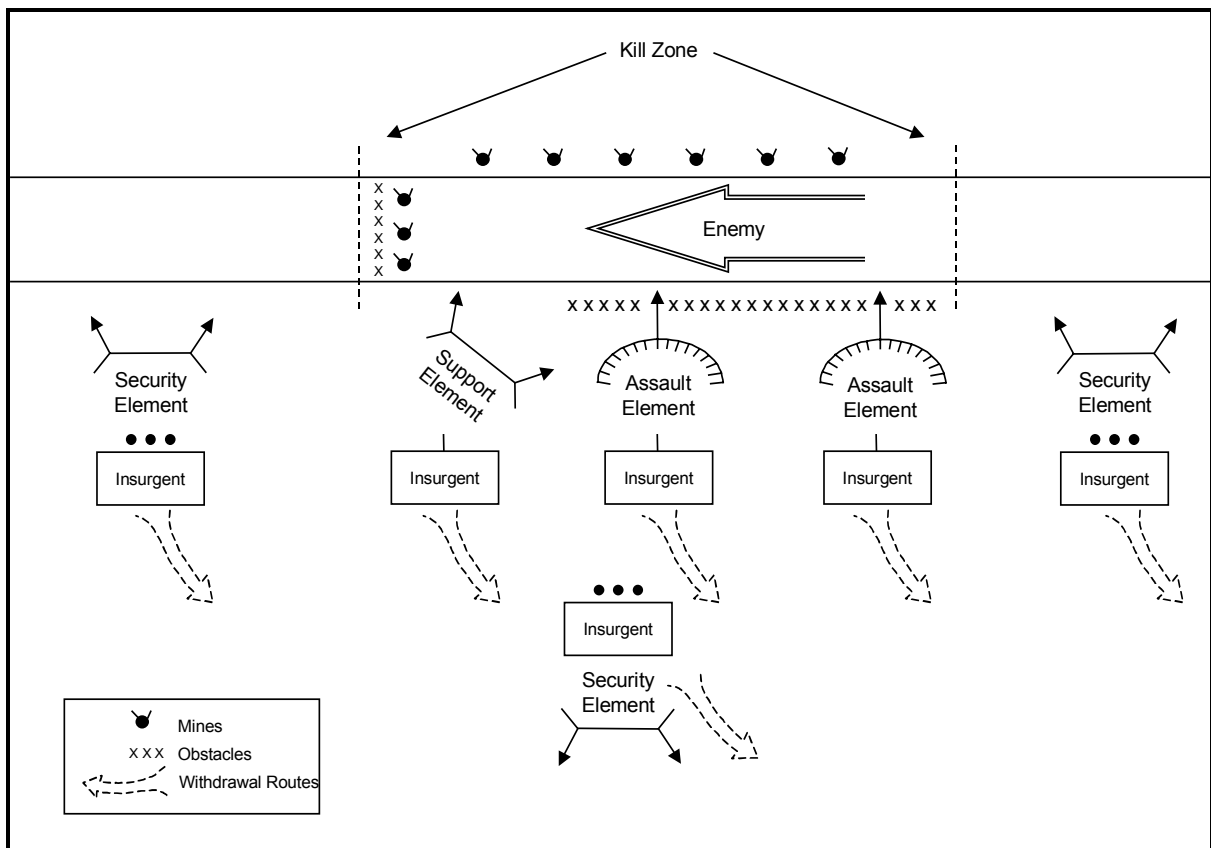 Kill Zone
Enemy
x
x
x
x
x
x
x x x x x x x x x x x x x x x x x x x x x
Security
Element
Support
Element
Assault
Element
Assault
Element
Security
Element
Insurgent
Insurgent
Insurgent
Insurgent
Insurgent
Insurgent
Security
Element
Mines
x x x Obstacles
Withdrawal Routes